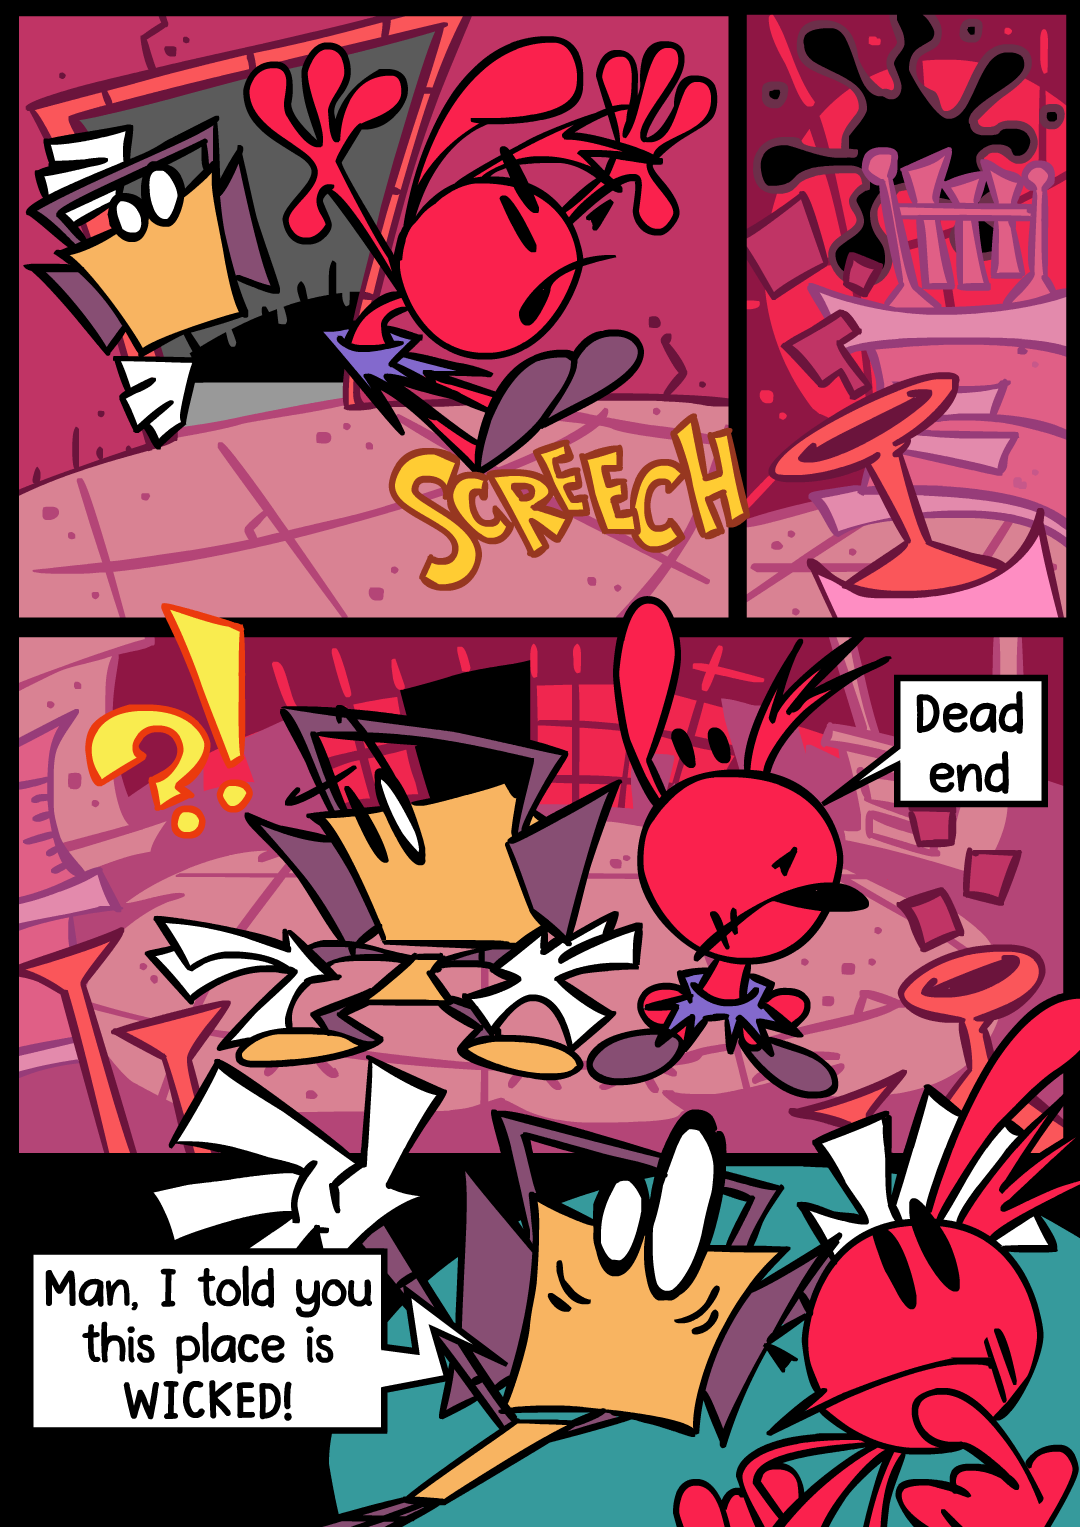 SCREECH
?!
Dead
end
Man, I told you
this place is
WICKED!